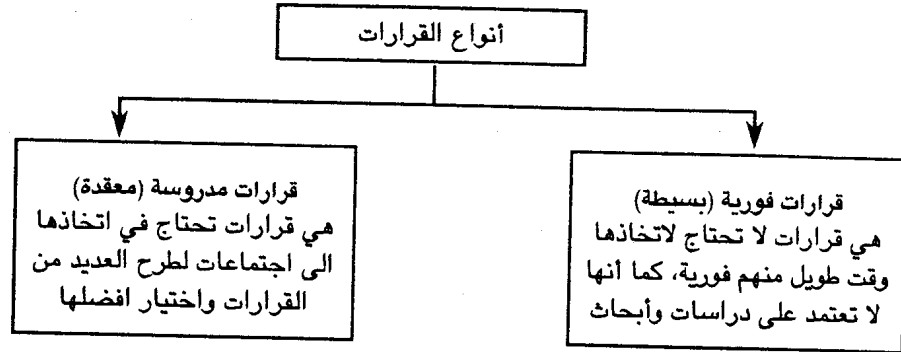 أنواع القرارات
قرارات فورية (بسيطة)
هي قرارات لا تحتاج لاتخاذها
وقت طويل منهم فورية، كما أنها
لا تعتمد على دراسات وأبحاث
قرارات مدروسة (معقدة)
هي قرارات تحتاج في اتخاذها
الى اجتماعات لطرح العديد من
القرارات واختيار افضلها